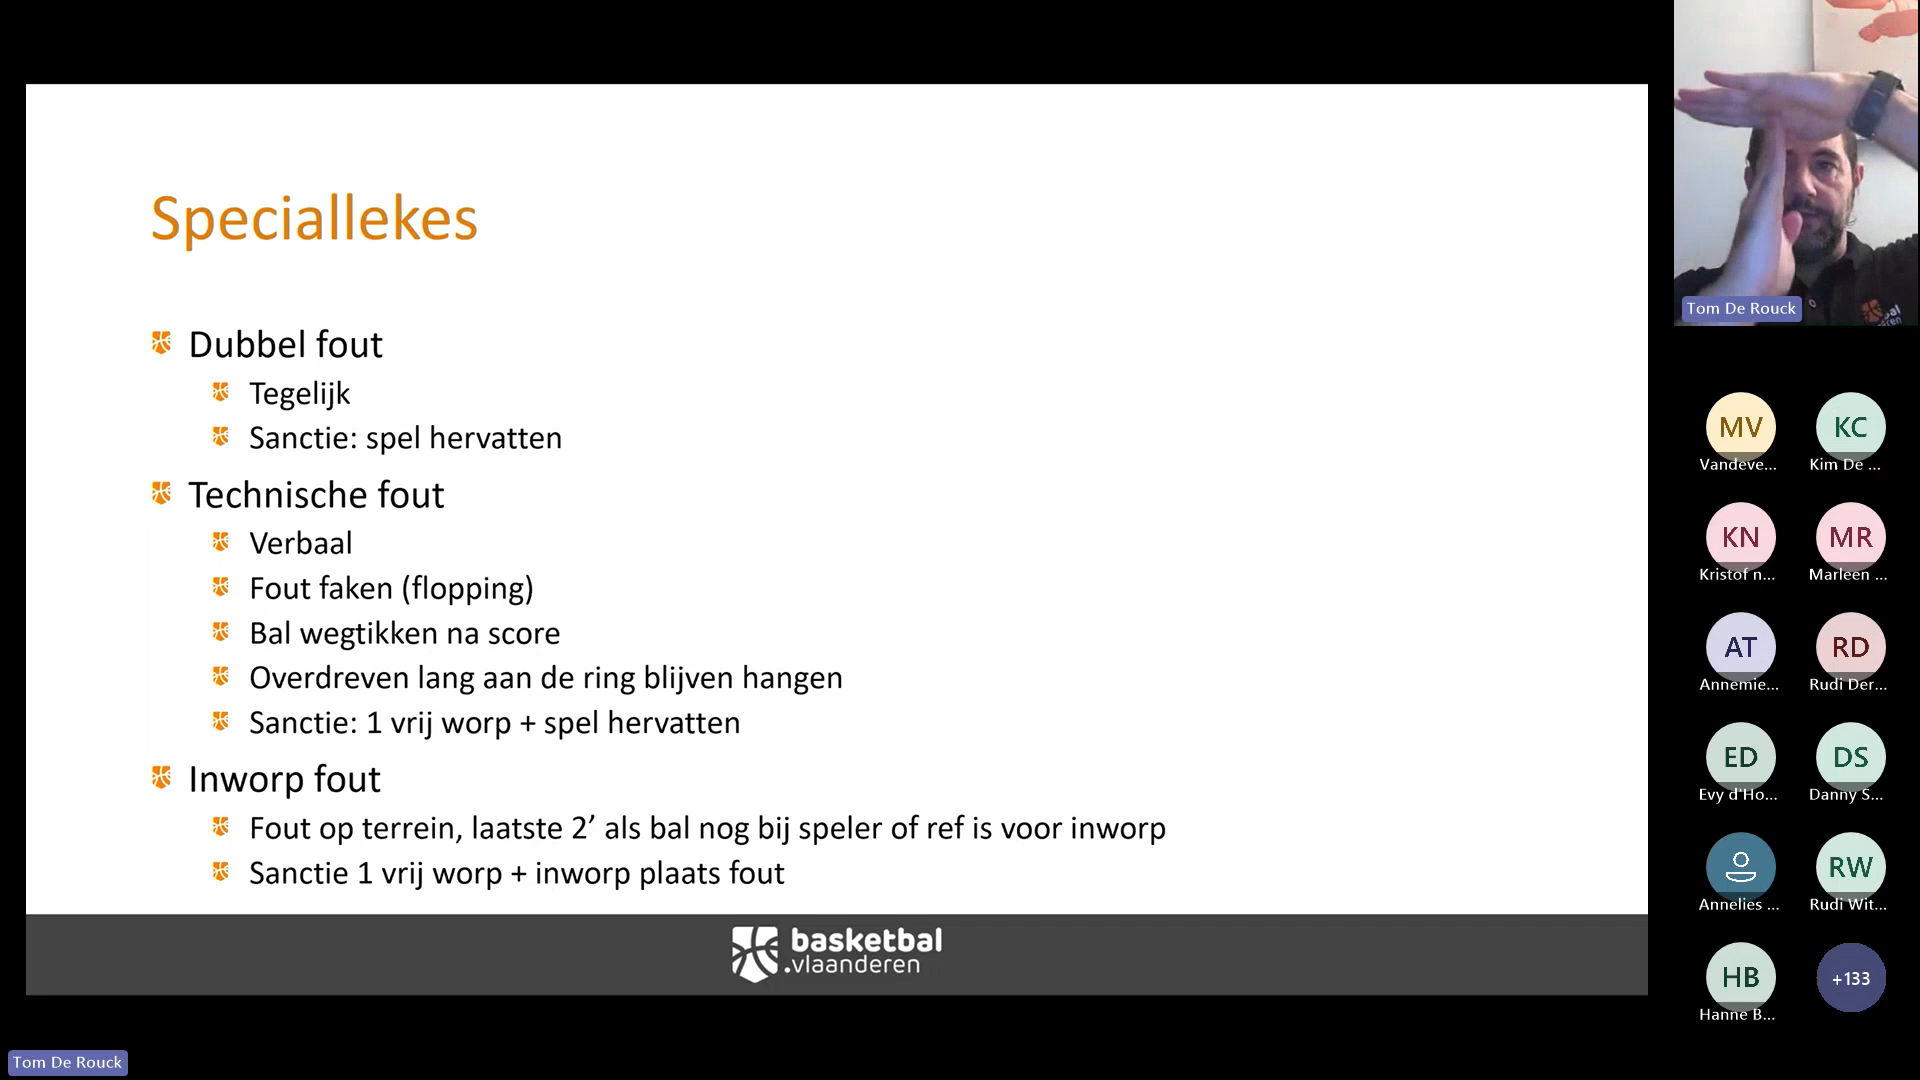 Speciallekes
Dubbel fout
Tegelijk
Sanctie: spel hervatten
Technische fout
Verbaal
Fout faken (flopping)
Bal wegtikken na score
Overdreven lang aan de ring blijven hangen
Sanctie: 1 vrij worp + spel hervatten
Inworp fout
Fout op terrein, laatste 2’ als bal nog bij speler of ref is voor inworp
Sanctie 1 vrij worp + inworp plaats fout
basketbal
.vlaanderen
Tom De Rouck
Tom De Rouck
MV
Vandeve...
KC
Kim De ...
KN
Kristof n...
MR
Marleen ...
AT
Annemie...
RD
Rudi Der...
ED
Evy d'Ho...
DS
Danny S...
Annelies ...
RW
Rudi Wit...
HB
Hanne B...
+133